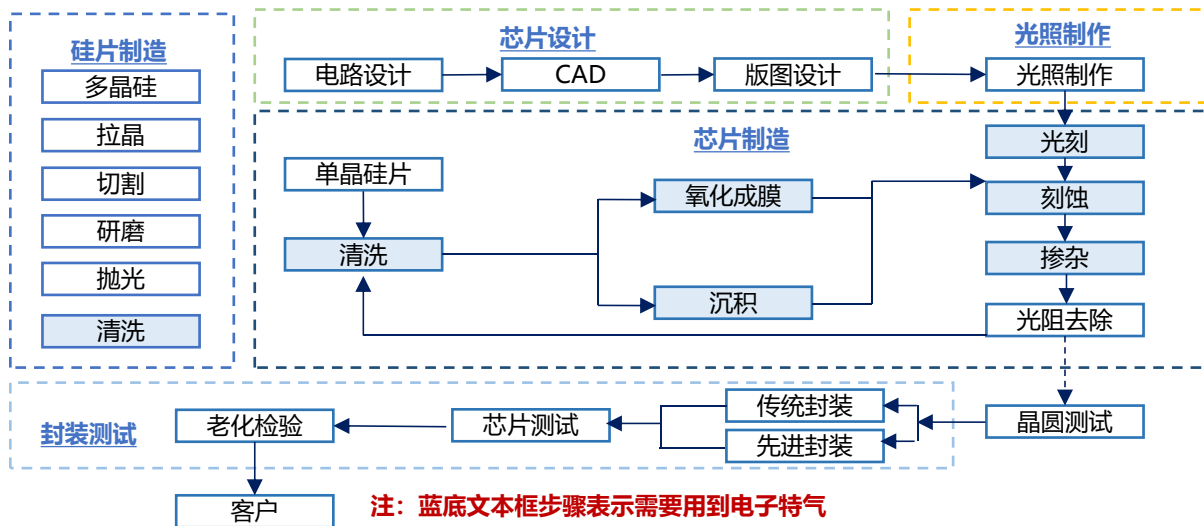 硅片制造
多晶硅
拉晶
切割
研磨
抛光
清洗
芯片设计
电路设计
CAD
版图设计
光照制作
光照制作
芯片制造
单晶硅片
清洗
氧化成膜
沉积
光刻
刻蚀
掺杂
光阻去除
封装测试
晶圆测试
传统封装
先进封装
芯片测试
老化检验
客户
注：蓝底文本框步骤表示需要用到电子特气